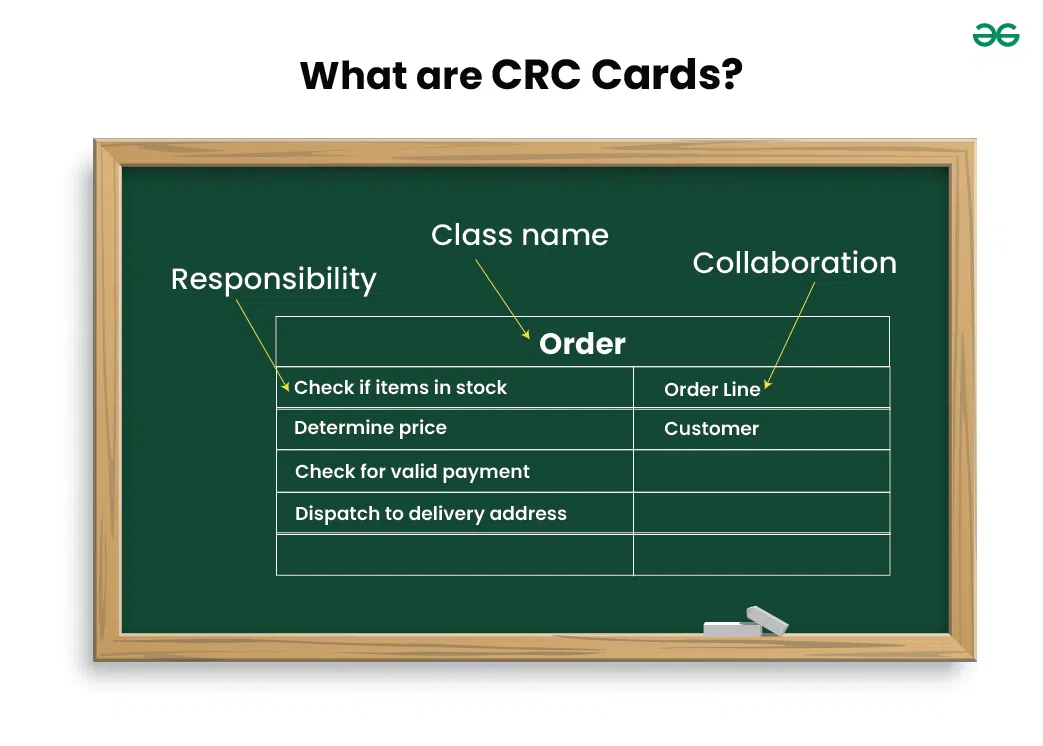 What are CRC Cards?
Class name
Collaboration
Responsibility
Order
Check if items in stock
Order Line
Determine price
Customer
Check for valid payment
Dispatch to delivery address